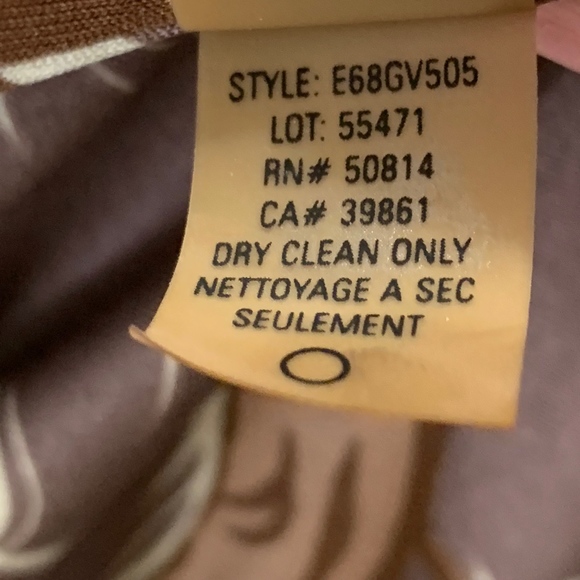 STYLE: E68GV505
LOT: 55471
RN# 50814
CA# 39861
DRY CLEAN ONLY
NETTOYAGE A SEC
SEULEMENT